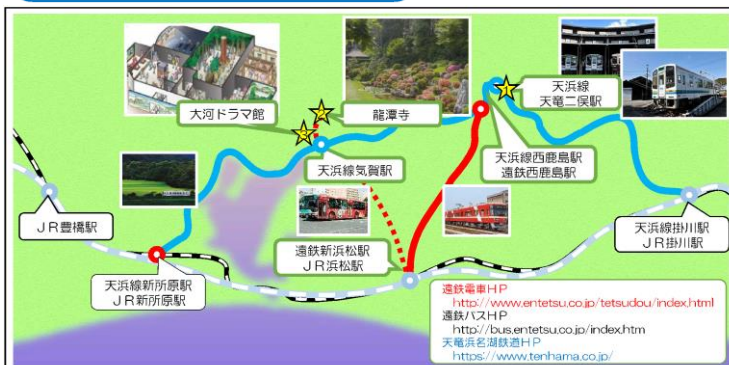 大河ドラマ館
龍潭寺
天浜線
天竜二俣駅
天浜線気賀駅
天浜線西鹿島駅
遠鉄西鹿島駅
JR豊橋駅
遠鉄新浜松駅
JR浜松駅
天浜線掛川駅
JR掛川駅
天浜線新所原駅
JR新所原駅
遠鉄電車HP
http://www.entetsu.co.jp/tetsudou/index.html
遠鉄バスHP
http://bus.entetsu.co.jp/index.htm
天竜浜名湖鉄道HP
https://www.tenhama.co.jp/